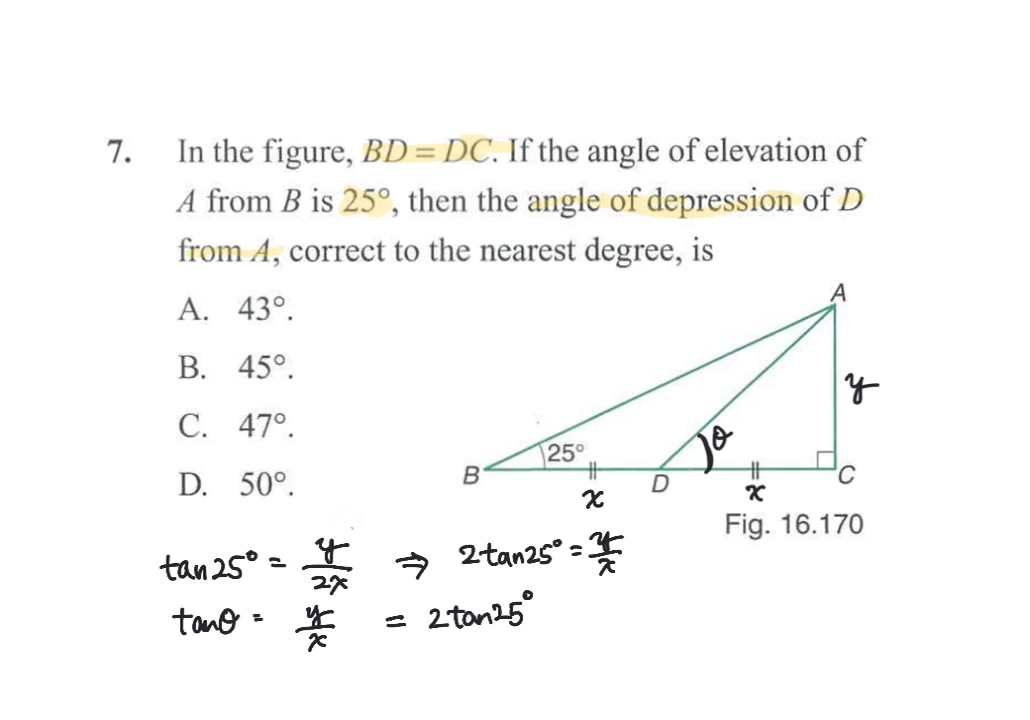 7. In the figure, BD = DC. If the angle of elevation of
A from B is 25°, then the angle of depression of D
from A, correct to the nearest degree, is
A. 43°.
B. 45°.
C. 47°.
D. 50°.
A
y
25°
θ
B
D
C
x
x
Fig. 16.170
tan25° = y/2x ⇒ 2tan25° = y/x
tanθ = y/x = 2tan25°